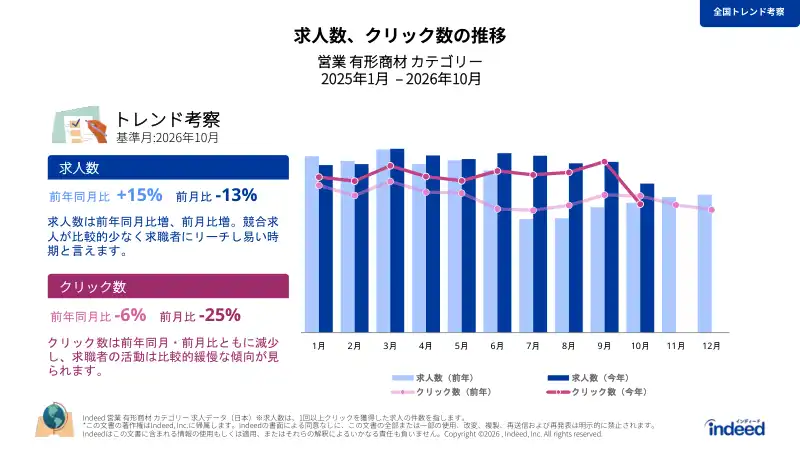 全国トレンド考察
求人数、クリック数の推移
営業 有形商材 カテゴリー
2025年1月 – 2026年10月
トレンド考察
基準月:2026年10月
求人数
前年同月比 +15% 前月比 -13%
求人数は前年同月比増、前月比増。競合求
人が比較的少なく求職者にリーチし易い時
期と言えます。
クリック数
前年同月比 -6% 前月比 -25%
クリック数は前年同月・前月比ともに減少
し、求職者の活動は比較的緩慢な傾向が見
られます。
1月 2月 3月 4月 5月 6月 7月 8月 9月 10月 11月 12月
求人数（前年） 求人数（今年）
クリック数（前年） クリック数（今年）
Indeed 営業 有形商材 カテゴリー 求人データ（日本）※求人数は、1回以上クリックを獲得した求人の件数を指します。
*この文書の著作権はIndeed, Inc.に帰属します。Indeedの書面による同意なしに、この文書の全部または一部の使用、改変、複製、再送信および再発表は明示的に禁止されます。
Indeedはこの文書に含まれる情報の使用もしくは適用、またはそれらの解釈によるいかなる責任も負いません。Copyright ©2026 , Indeed, Inc. All rights reserved.
インディード
indeed